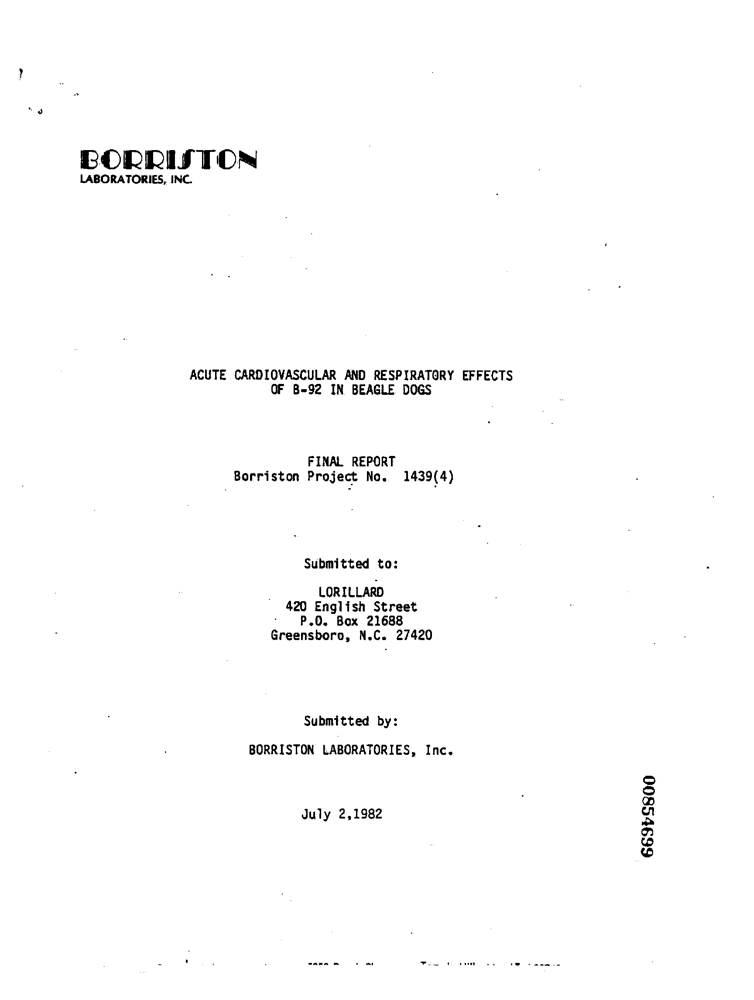 BORRISTON
LABORATORIES, INC.
ACUTE CARDIOVASCULAR AND RESPIRATORY EFFECTS
OF B-92 IN BEAGLE DOGS
FINAL REPORT
Borriston Project No. 1439(4)
Submitted to:
LORILLARD
420 English Street
P.O. Box 21688
Greensboro, N.C. 27420
Submitted by:
BORRISTON LABORATORIES, Inc.
July 2,1982
00854699